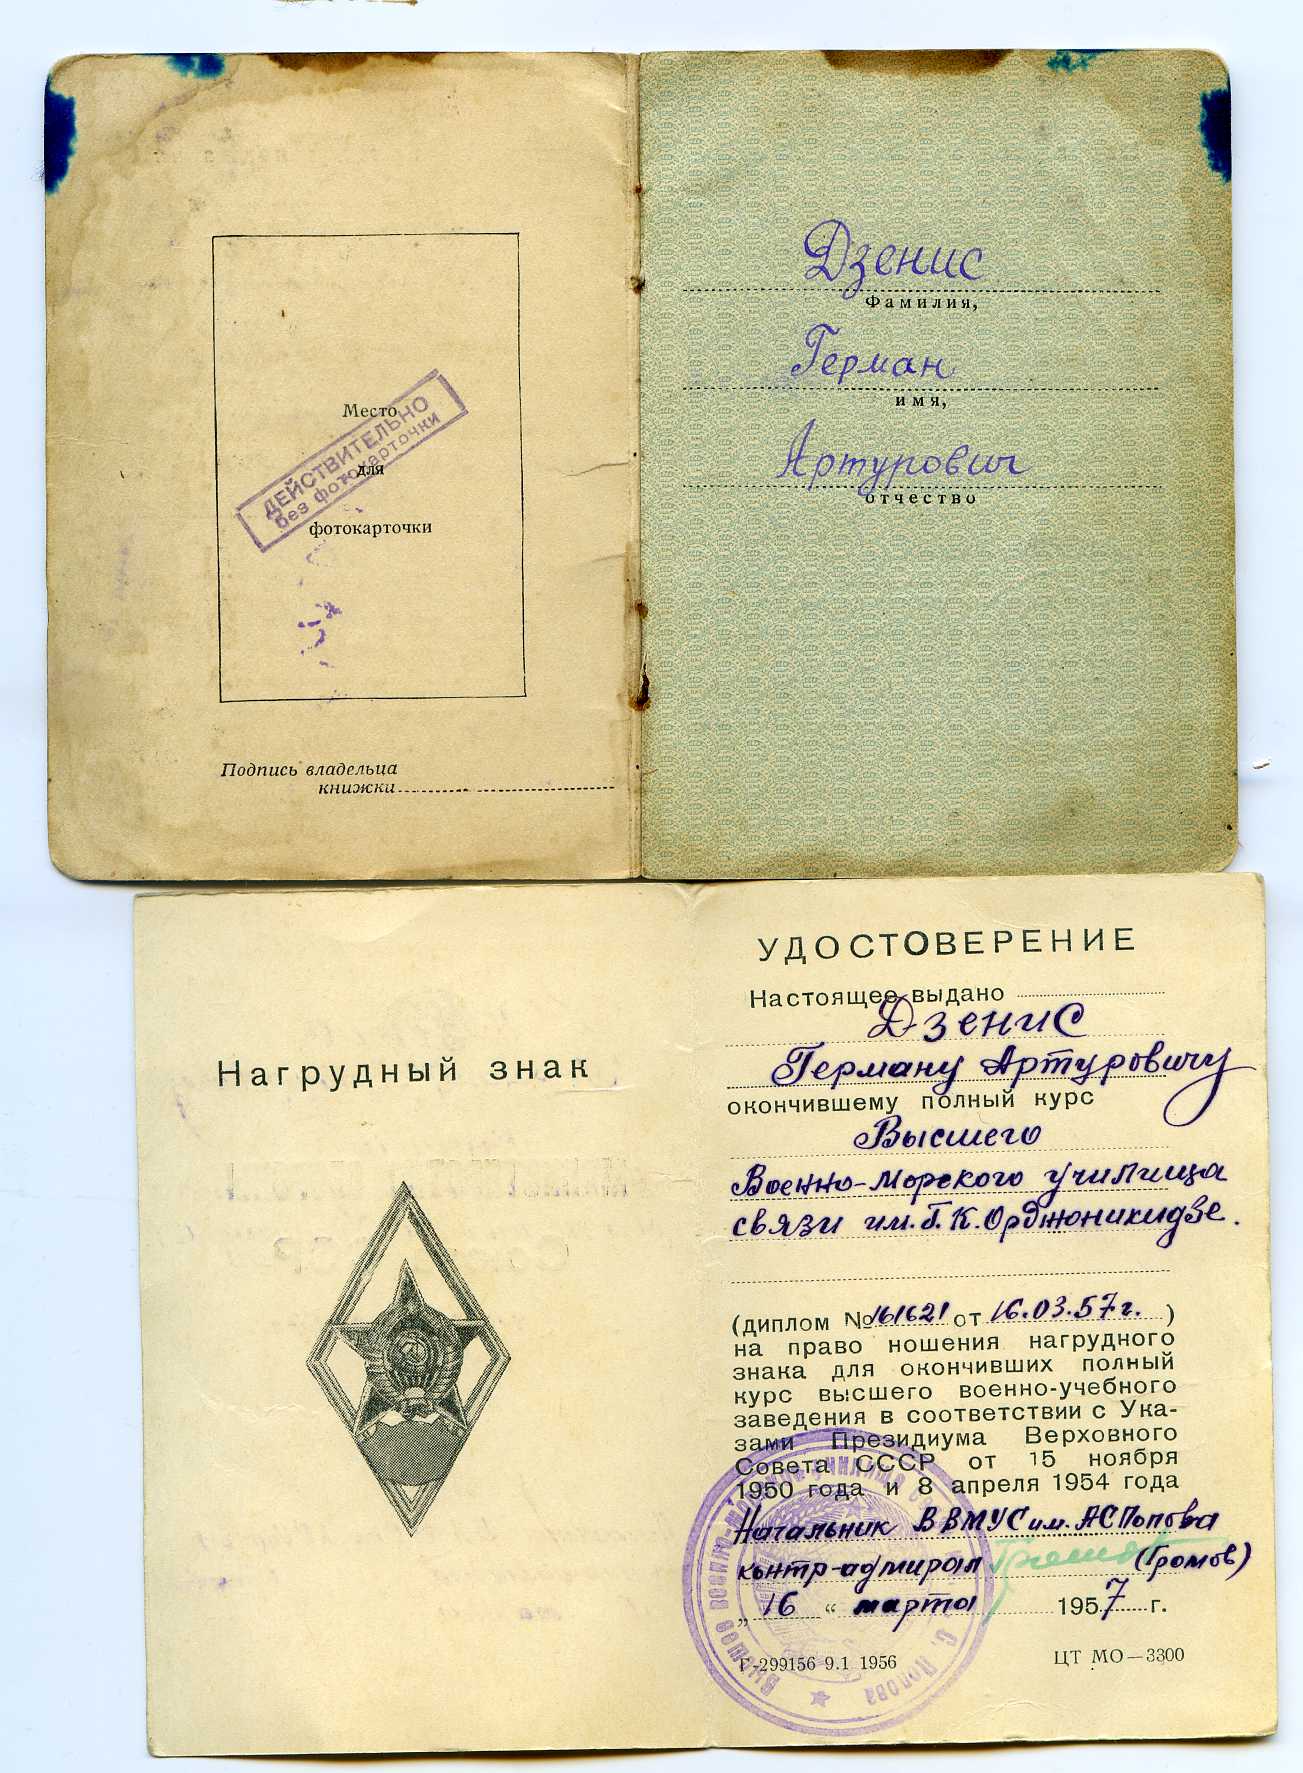 Место
для
фотокарточки
ДЕЙСТВИТЕЛЬНО
без фотокарточки
Подпись владельца
книжки
Дзенис
Фамилия,
Герман
имя,
Артурович
отчество
Нагрудный знак
УДОСТОВЕРЕНИЕ
Настоящее выдано
Дзенис
Герману Артуровичу
окончившему полный курс
Высшего
Военно-морского училища
связи им. Г. К. Орджоникидзе.
(диплом № 161621 от 16.03.57г. )
на право ношения нагрудного
знака для окончивших полный
курс высшего военно-учебного
заведения в соответствии с Ука-
зами Президиума Верховного
Совета СССР от 15 ноября
1950 года и 8 апреля 1954 года
Начальник ВВМУС им. АС Попова
контр-адмирал (Громов)
„ 16 “ марта 1957 г.
Г-299156 9.1 1956
ЦТ МО—3300